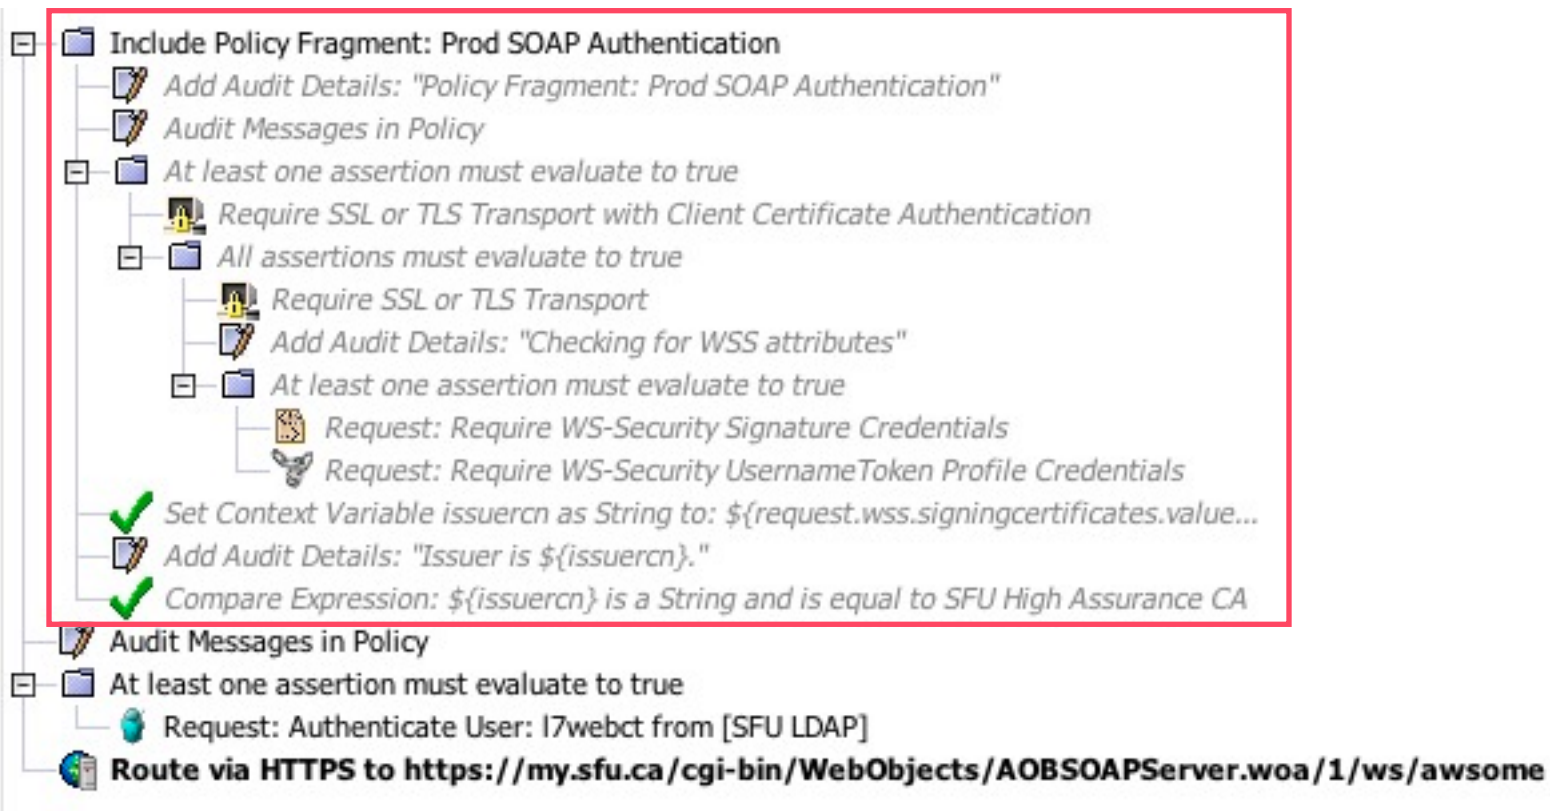 Include Policy Fragment: Prod SOAP Authentication
Add Audit Details: "Policy Fragment: Prod SOAP Authentication"
Audit Messages in Policy
At least one assertion must evaluate to true
Require SSL or TLS Transport with Client Certificate Authentication
All assertions must evaluate to true
Require SSL or TLS Transport
Add Audit Details: "Checking for WSS attributes"
At least one assertion must evaluate to true
Request: Require WS-Security Signature Credentials
Request: Require WS-Security UsernameToken Profile Credentials
Set Context Variable issuercn as String to: ${request.wss.signingcertificates.value...
Add Audit Details: "Issuer is ${issuercn}."
Compare Expression: ${issuercn} is a String and is equal to SFU High Assurance CA
Audit Messages in Policy
At least one assertion must evaluate to true
Request: Authenticate User: l7webct from [SFU LDAP]
Route via HTTPS to https://my.sfu.ca/cgi-bin/WebObjects/AOBSOAPServer.woa/1/ws/awsome